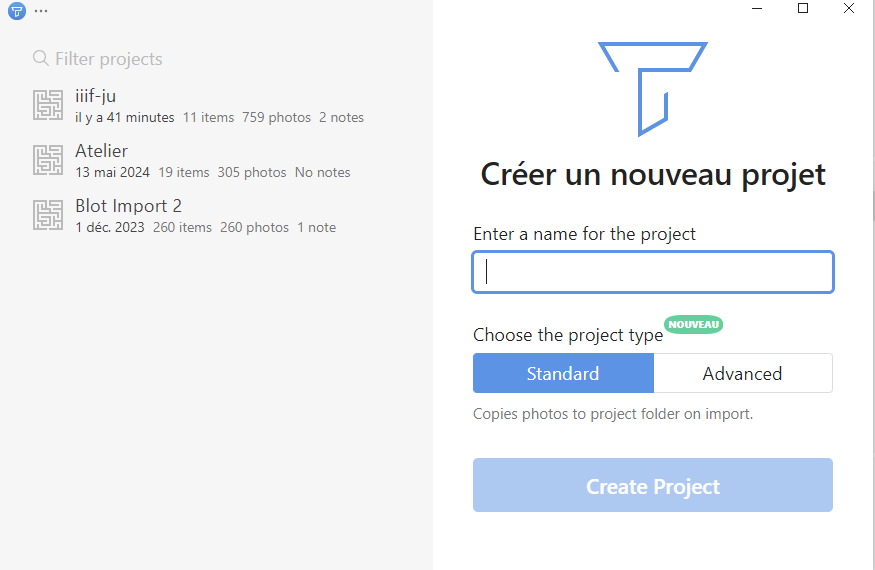 Filter projects
iiif-ju
il y a 41 minutes 11 items 759 photos 2 notes
Atelier
13 mai 2024 19 items 305 photos No notes
Blot Import 2
1 déc. 2023 260 items 260 photos 1 note
Créer un nouveau projet
Enter a name for the project
Choose the project type NOUVEAU
Standard Advanced
Copies photos to project folder on import.
Create Project